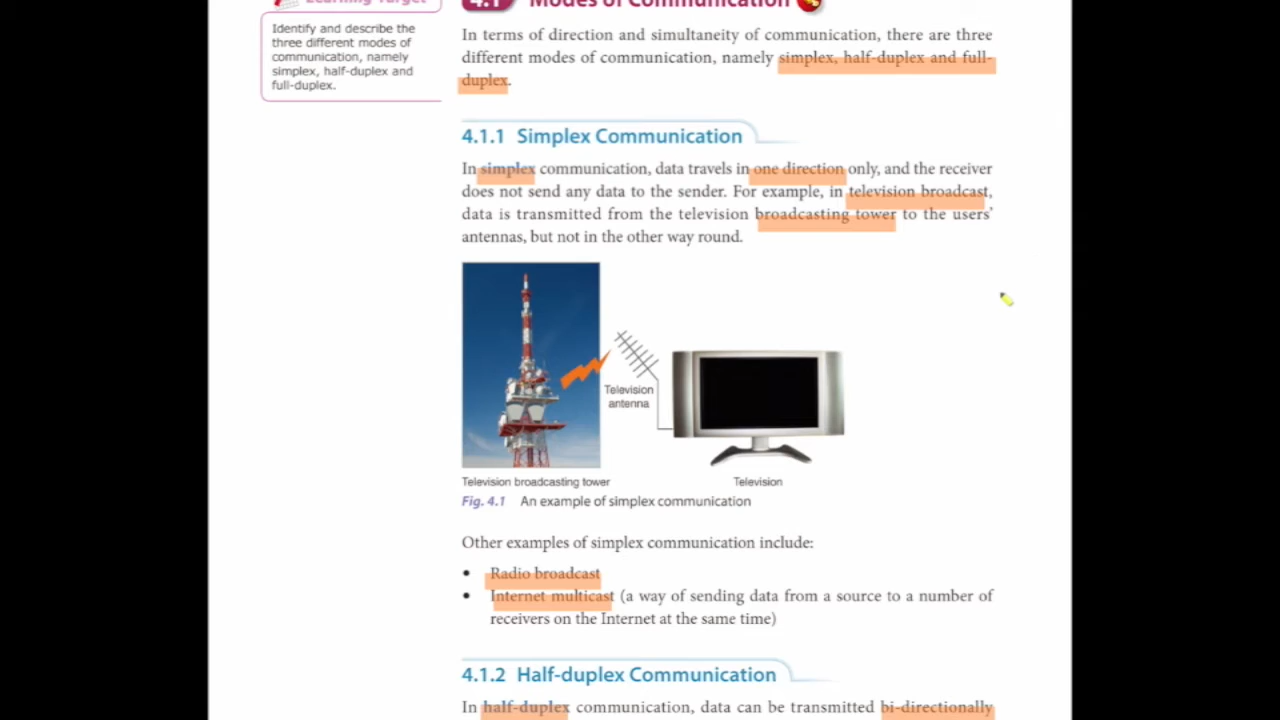 Learning Target
Identify and describe the
three different modes of
communication, namely
simplex, half-duplex and
full-duplex.
4.1 Modes of Communication
In terms of direction and simultaneity of communication, there are three
different modes of communication, namely simplex, half-duplex and full-
duplex.
4.1.1 Simplex Communication
In simplex communication, data travels in one direction only, and the receiver
does not send any data to the sender. For example, in television broadcast,
data is transmitted from the television broadcasting tower to the users'
antennas, but not in the other way round.
Television
antenna
Television broadcasting tower
Television
Fig. 4.1 An example of simplex communication
Other examples of simplex communication include:
• Radio broadcast
• Internet multicast (a way of sending data from a source to a number of
receivers on the Internet at the same time)
4.1.2 Half-duplex Communication
In half-duplex communication, data can be transmitted bi-directionally